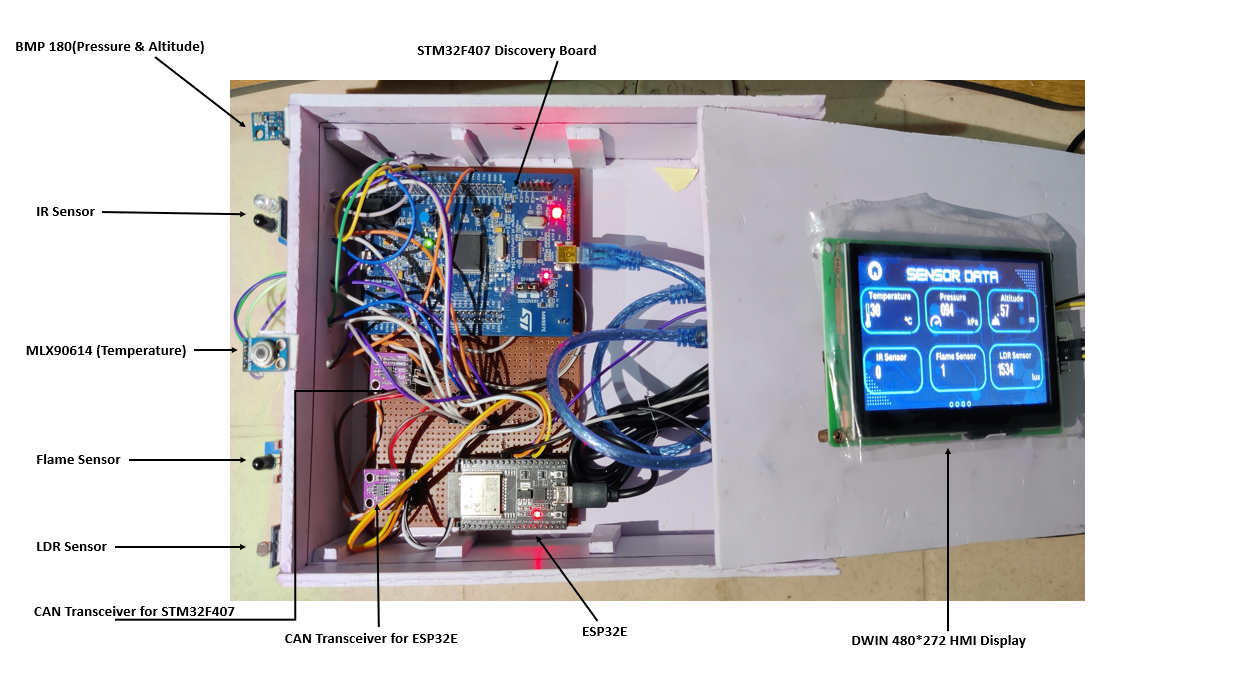 BMP 180(Pressure & Altitude)
STM32F407 Discovery Board
IR Sensor
MLX90614 (Temperature)
Flame Sensor
LDR Sensor
CAN Transceiver for STM32F407
CAN Transceiver for ESP32E
ESP32E
DWIN 480*272 HMI Display
SENSOR DATA
Temperature
30
°C
Pressure
094
kPa
Altitude
57
m
IR Sensor
0
Flame Sensor
1
LDR Sensor
1534
lux
ST